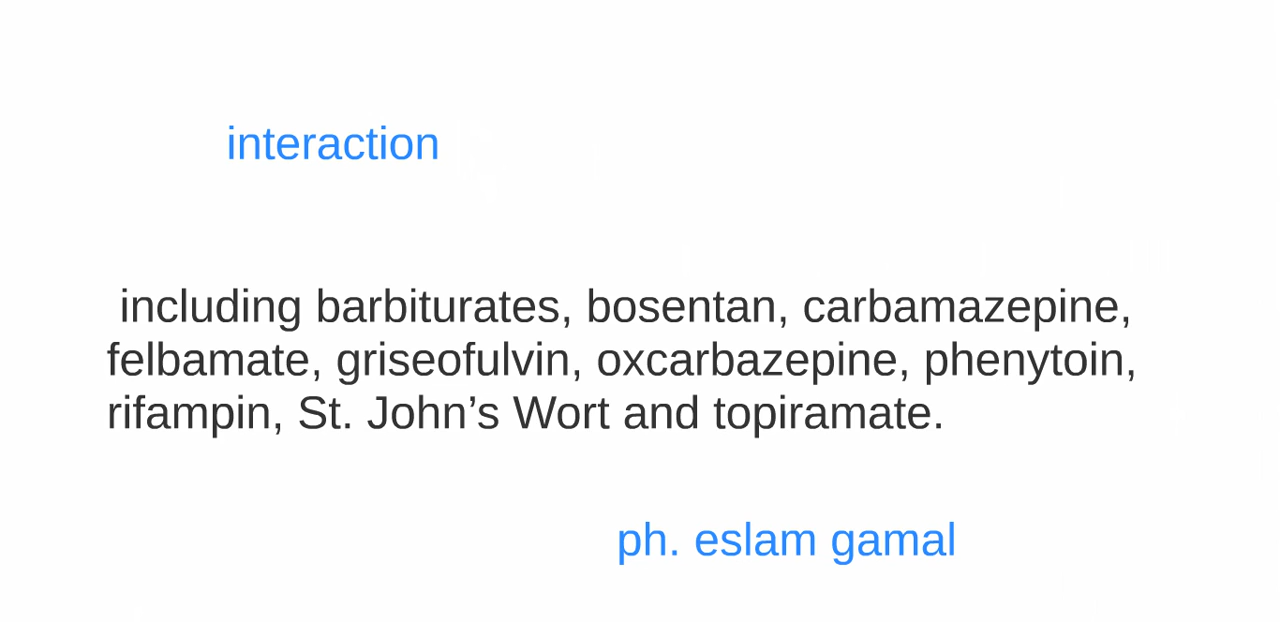 interaction
including barbiturates, bosentan, carbamazepine,
felbamate, griseofulvin, oxcarbazepine, phenytoin,
rifampin, St. John’s Wort and topiramate.
ph. eslam gamal